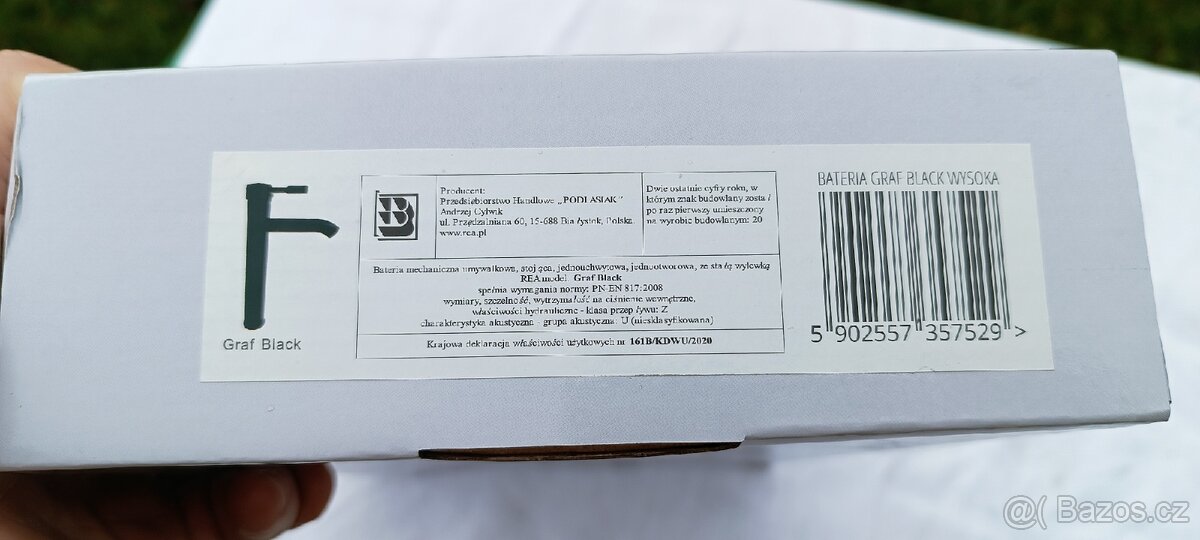 Graf Black
B
Producent:
Przedsiębiorstwo Handlowe „PODLASIAK"
Andrzej Cylwik
ul. Przędzalniana 60, 15-688 Białystok, Polska
www.rea.pl
Dwie ostatnie cyfry roku, w
którym znak budowlany został
po raz pierwszy umieszczony
na wyrobie budowlanym: 20
Bateria mechaniczna umywalkowa, stojąca, jednouchwytowa, jednootworowa, ze stałą wylewką
REA model: Graf Black
spełnia wymagania normy: PN-EN 817:2008
wymiary, szczelność, wytrzymałość na ciśnienie wewnętrzne,
właściwości hydrauliczne - klasa przepływu: Z
charakterystyka akustyczna - grupa akustyczna: U (niesklasyfikowana)
Krajowa deklaracja właściwości użytkowych nr 161B/KDWU/2020
BATERIA GRAF BLACK WYSOKA
5 902557 357529 >
@( Bazos.cz